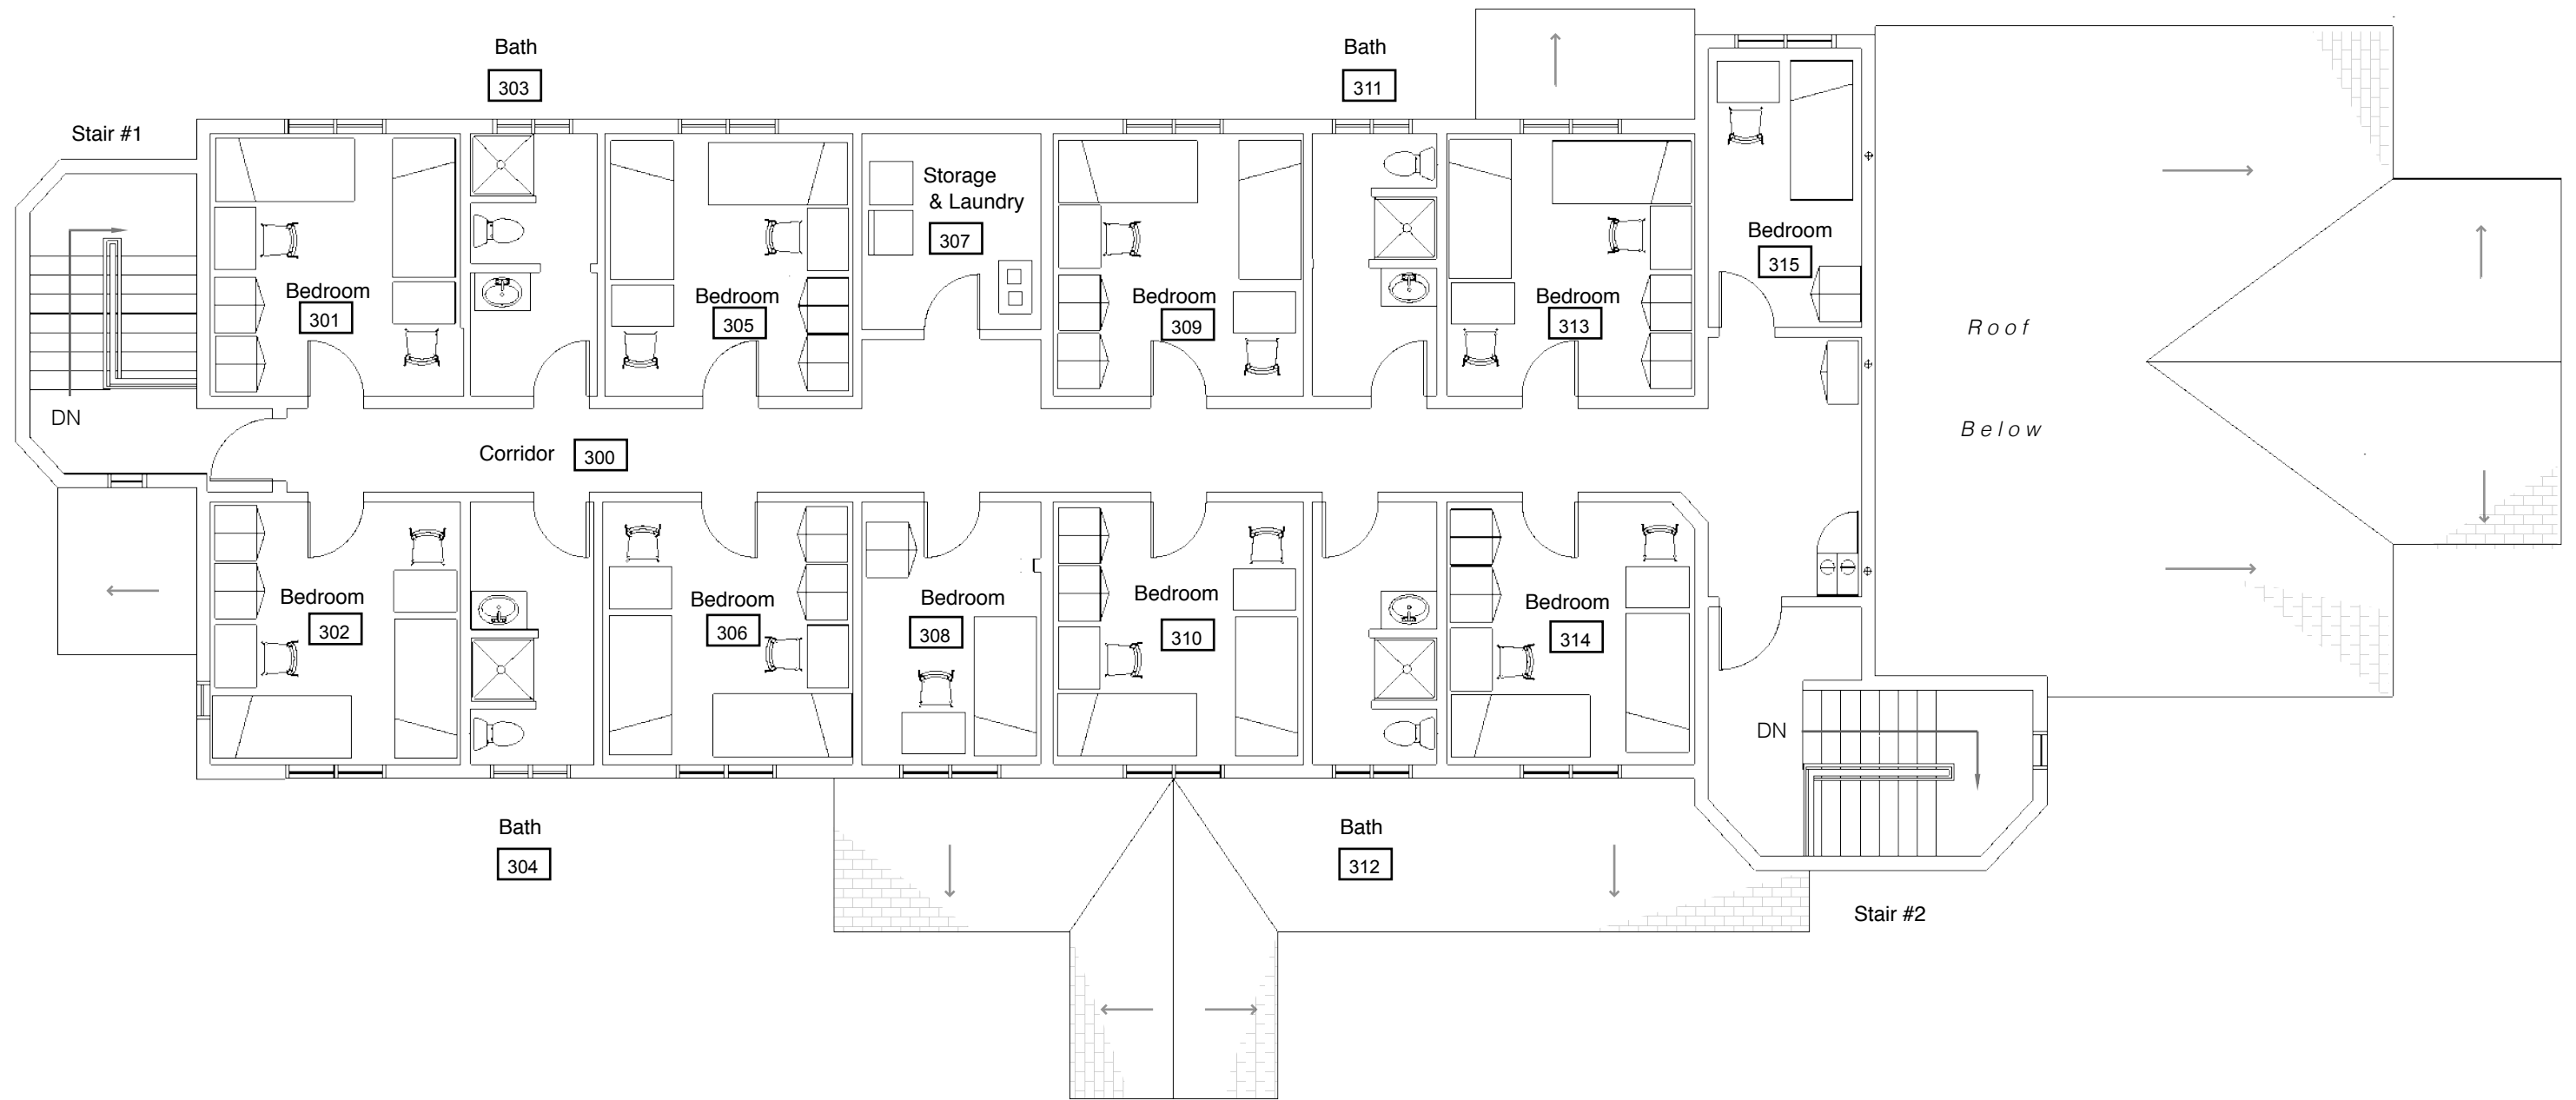 Bath
303
Bath
311
Stair #1
Storage
& Laundry
307
Bedroom
315
Bedroom
301
Bedroom
305
Bedroom
309
Bedroom
313
Roof
Below
DN
Corridor 300
Bedroom
302
Bedroom
306
Bedroom
308
Bedroom
310
Bedroom
314
DN
Bath
304
Bath
312
Stair #2